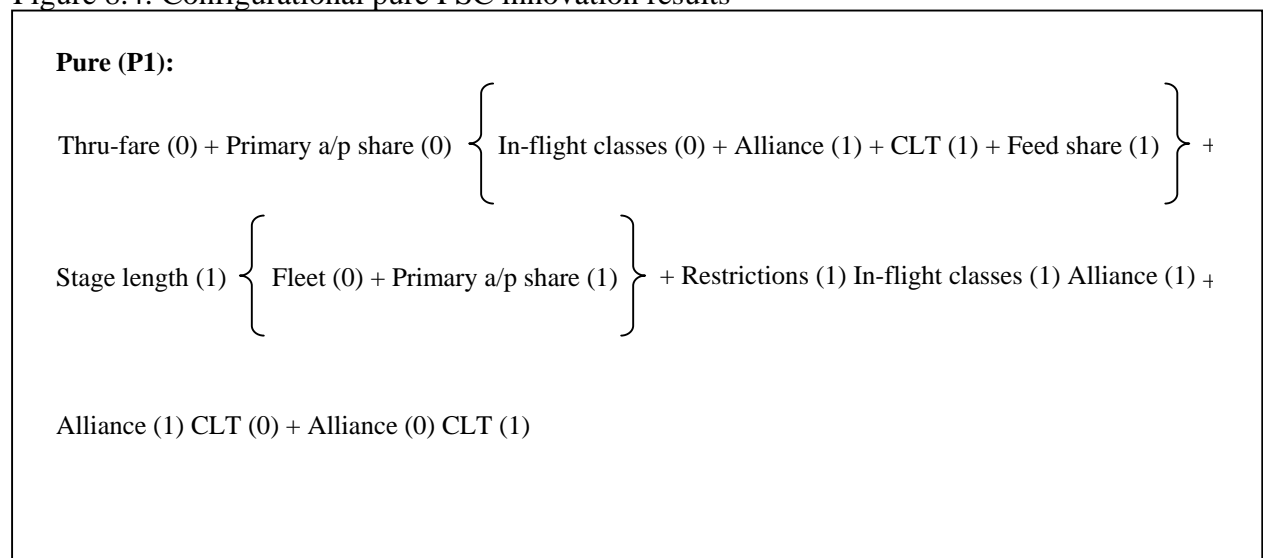 Figure 8.4: Configurational pure FSC innovation results
Pure (P1):
Thru-fare (0) + Primary a/p share (0) { In-flight classes (0) + Alliance (1) + CLT (1) + Feed share (1) } +
Stage length (1) { Fleet (0) + Primary a/p share (1) } + Restrictions (1) In-flight classes (1) Alliance (1) +
Alliance (1) CLT (0) + Alliance (0) CLT (1)